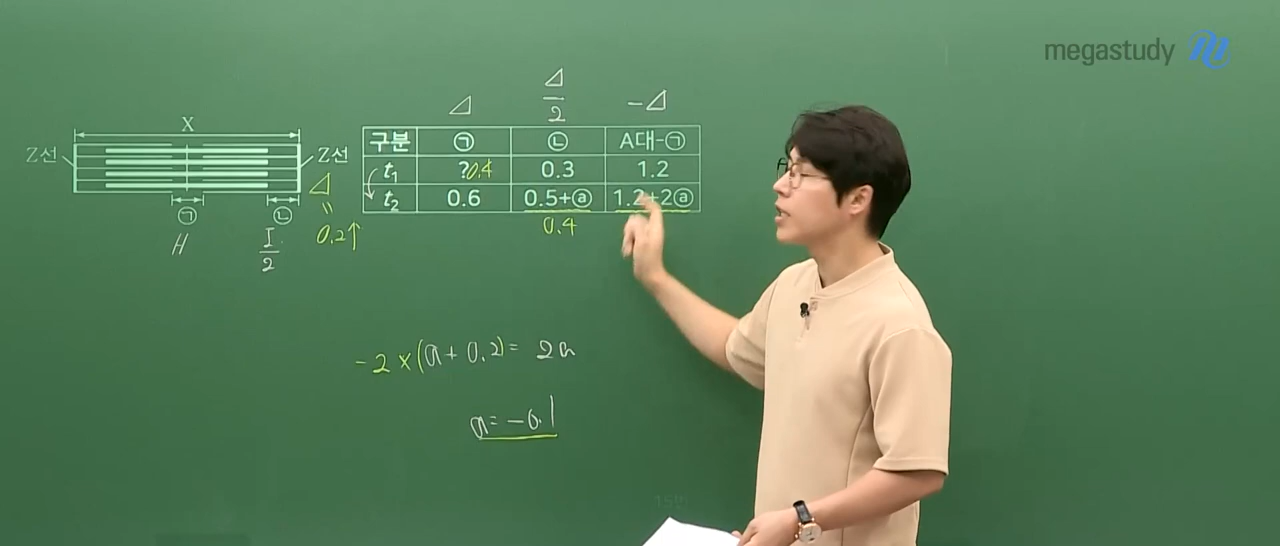 megastudy
X
Z선
Z선
㉠
㉡
H
I/2
△
=
0.2↑
△
△/2
-△
구분 ㉠ ㉡ A대-㉠
t₁ ? 0.4 0.3 1.2
t₂ 0.6 0.5+ⓐ 1.2+2ⓐ
0.4
-2×(a+0.2)= 2a
a=-0.1